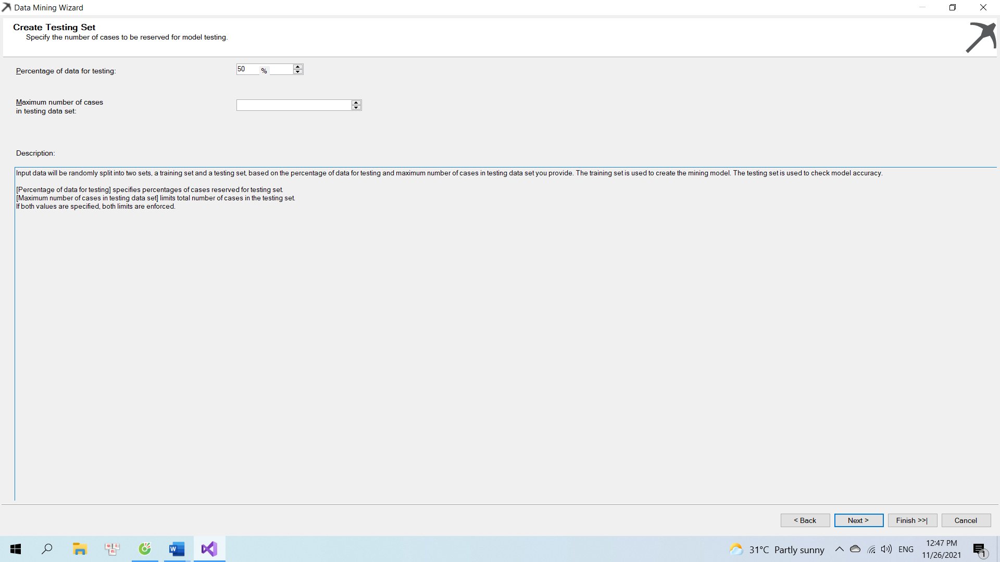 Data Mining Wizard
Create Testing Set
Specify the number of cases to be reserved for model testing.
Percentage of data for testing:
50 %
Maximum number of cases
in testing data set:
Description:
Input data will be randomly split into two sets, a training set and a testing set, based on the percentage of data for testing and maximum number of cases in testing data set you provide. The training set is used to create the mining model. The testing set is used to check model accuracy.
[Percentage of data for testing] specifies percentages of cases reserved for testing set.
[Maximum number of cases in testing data set] limits total number of cases in the testing set.
If both values are specified, both limits are enforced.
< Back
Next >
Finish >>|
Cancel
31°C Partly sunny
ENG
12:47 PM
11/26/2021
1